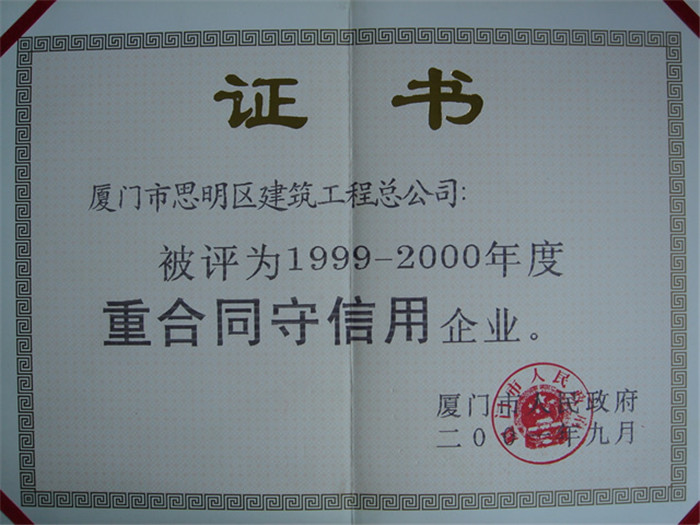 证书
厦门市思明区建筑工程总公司:
被评为1999-2000年度
重合同守信用企业。
厦门市人民政府
二00 年九月